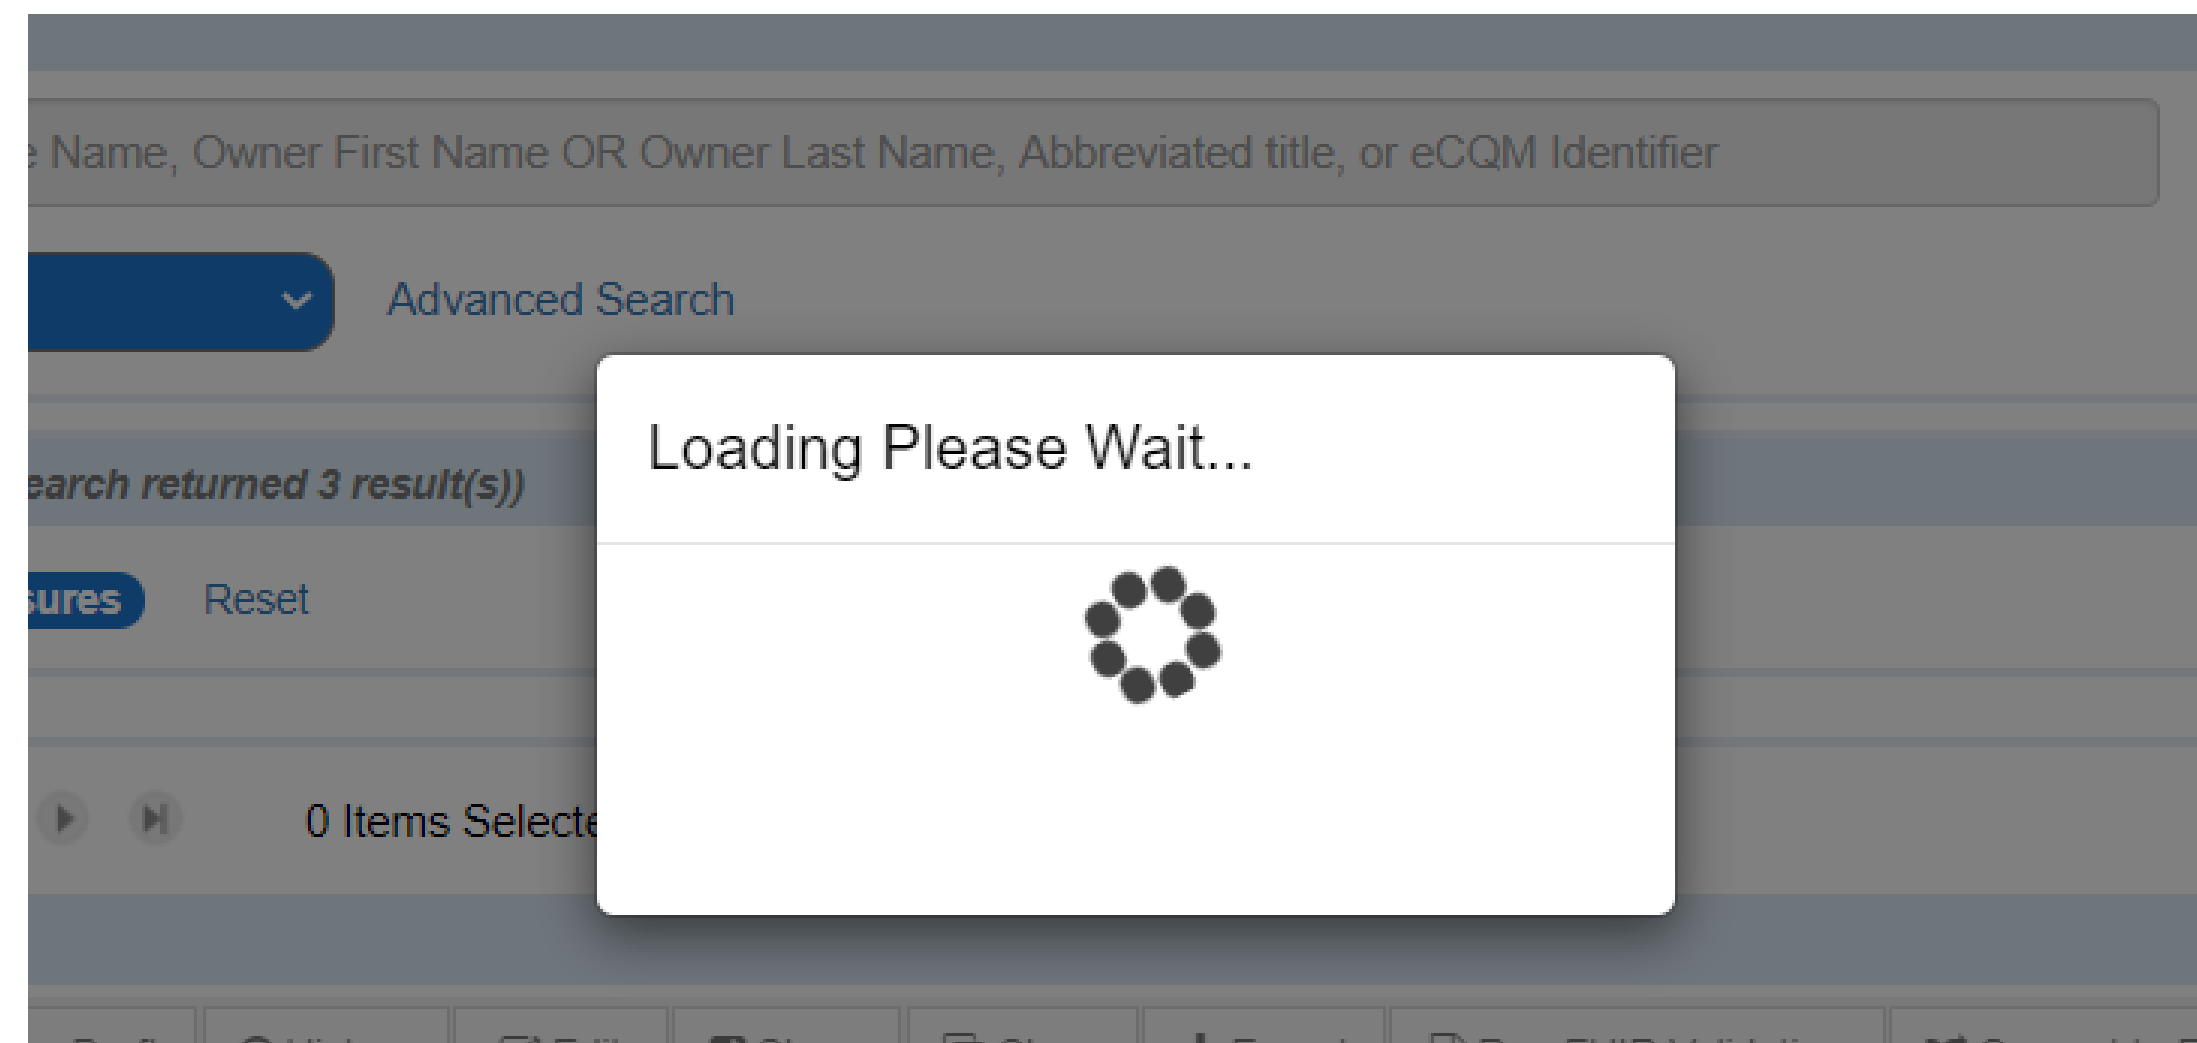 e Name, Owner First Name OR Owner Last Name, Abbreviated title, or eCQM Identifier
Advanced Search
Loading Please Wait...
earch returned 3 result(s))
sures
Reset
0 Items Selecte